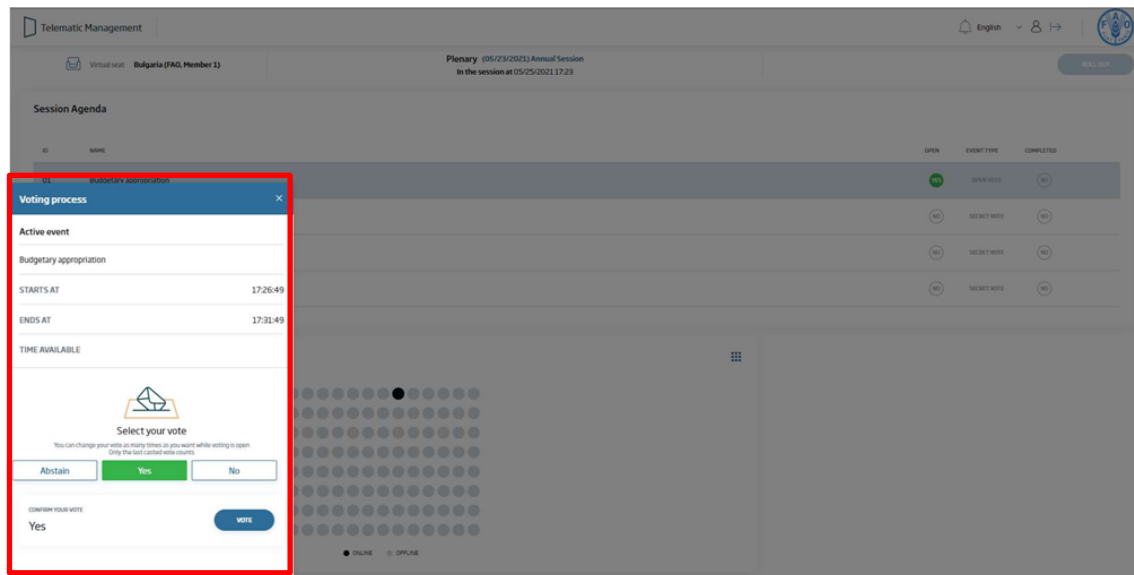 Telematic Management
English
FAO
Virtual seat Bulgaria (FAO, Member 1)
Plenary (05/23/2021) Annual Session
In the session at 05/25/2021 17:23
ROLL OUT
Session Agenda
ID NAME OPEN EVENT TYPE COMPLETED
01 Budgetary appropriation YES OPEN VOTE NO
NO SECRET VOTE NO
NO SECRET VOTE NO
NO SECRET VOTE NO
Voting process ×
Active event
Budgetary appropriation
STARTS AT 17:26:49
ENDS AT 17:31:49
TIME AVAILABLE
Select your vote
You can change your vote as many times as you want while voting is open
Only the last casted vote counts
Abstain Yes No
CONFIRM YOUR VOTE
Yes
VOTE
ONLINE OFFLINE